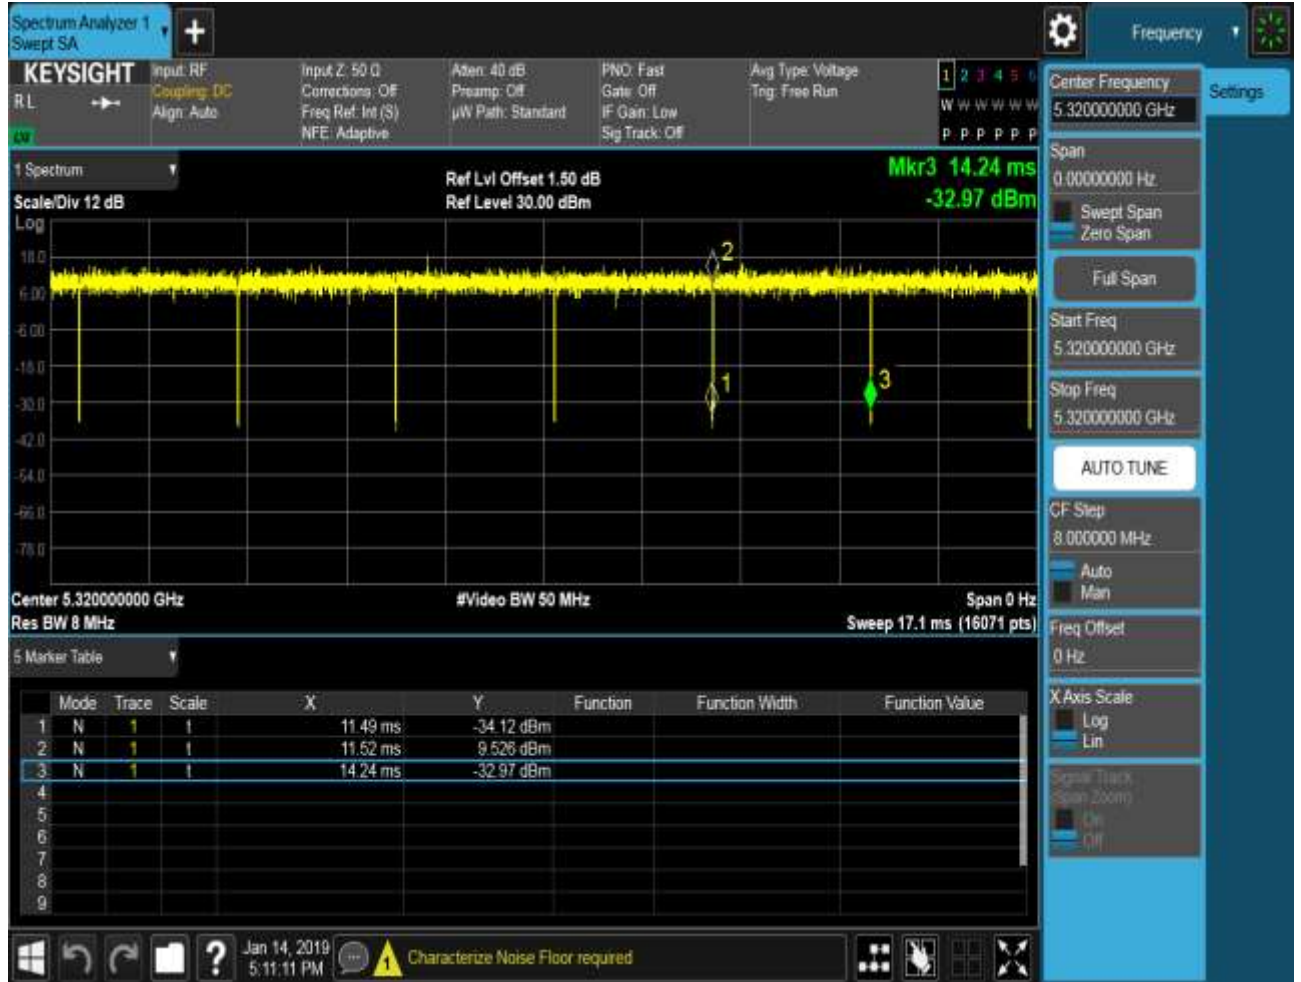 Spectrum Analyzer 1
Swept SA
+
Frequency
KEYSIGHT
R L
Input: RF
Coupling: DC
Align: Auto
Input Z: 50 Ω
Corrections: Off
Freq Ref: Int (S)
NFE: Adaptive
Atten: 40 dB
Preamp: Off
µW Path: Standard
PNO: Fast
Gate: Off
IF Gain: Low
Sig Track: Off
Avg Type: Voltage
Trig: Free Run
1 2 3 4 5 6
W W W W W W
P P P P P P
Settings
Center Frequency
5.320000000 GHz
Span
0.00000000 Hz
Swept Span
Zero Span
Full Span
Start Freq
5.320000000 GHz
Stop Freq
5.320000000 GHz
AUTO TUNE
CF Step
8.000000 MHz
Auto
Man
Freq Offset
0 Hz
X Axis Scale
Log
Lin
Signal Track
(Span Zoom)
On
Off
1 Spectrum
Scale/Div 12 dB
Ref Lvl Offset 1.50 dB
Ref Level 30.00 dBm
Mkr3 14.24 ms
-32.97 dBm
Log
18.0
6.00
-6.00
-18.0
-30.0
-42.0
-54.0
-66.0
-78.0
2
1
3
Center 5.320000000 GHz
#Video BW 50 MHz
Span 0 Hz
Res BW 8 MHz
Sweep 17.1 ms (16071 pts)
5 Marker Table
Mode Trace Scale X Y Function Function Width Function Value
1 N 1 t 11.49 ms -34.12 dBm
2 N 1 t 11.52 ms 9.526 dBm
3 N 1 t 14.24 ms -32.97 dBm
4
5
6
7
8
9
?
Jan 14, 2019
5:11:11 PM
1
Characterize Noise Floor required